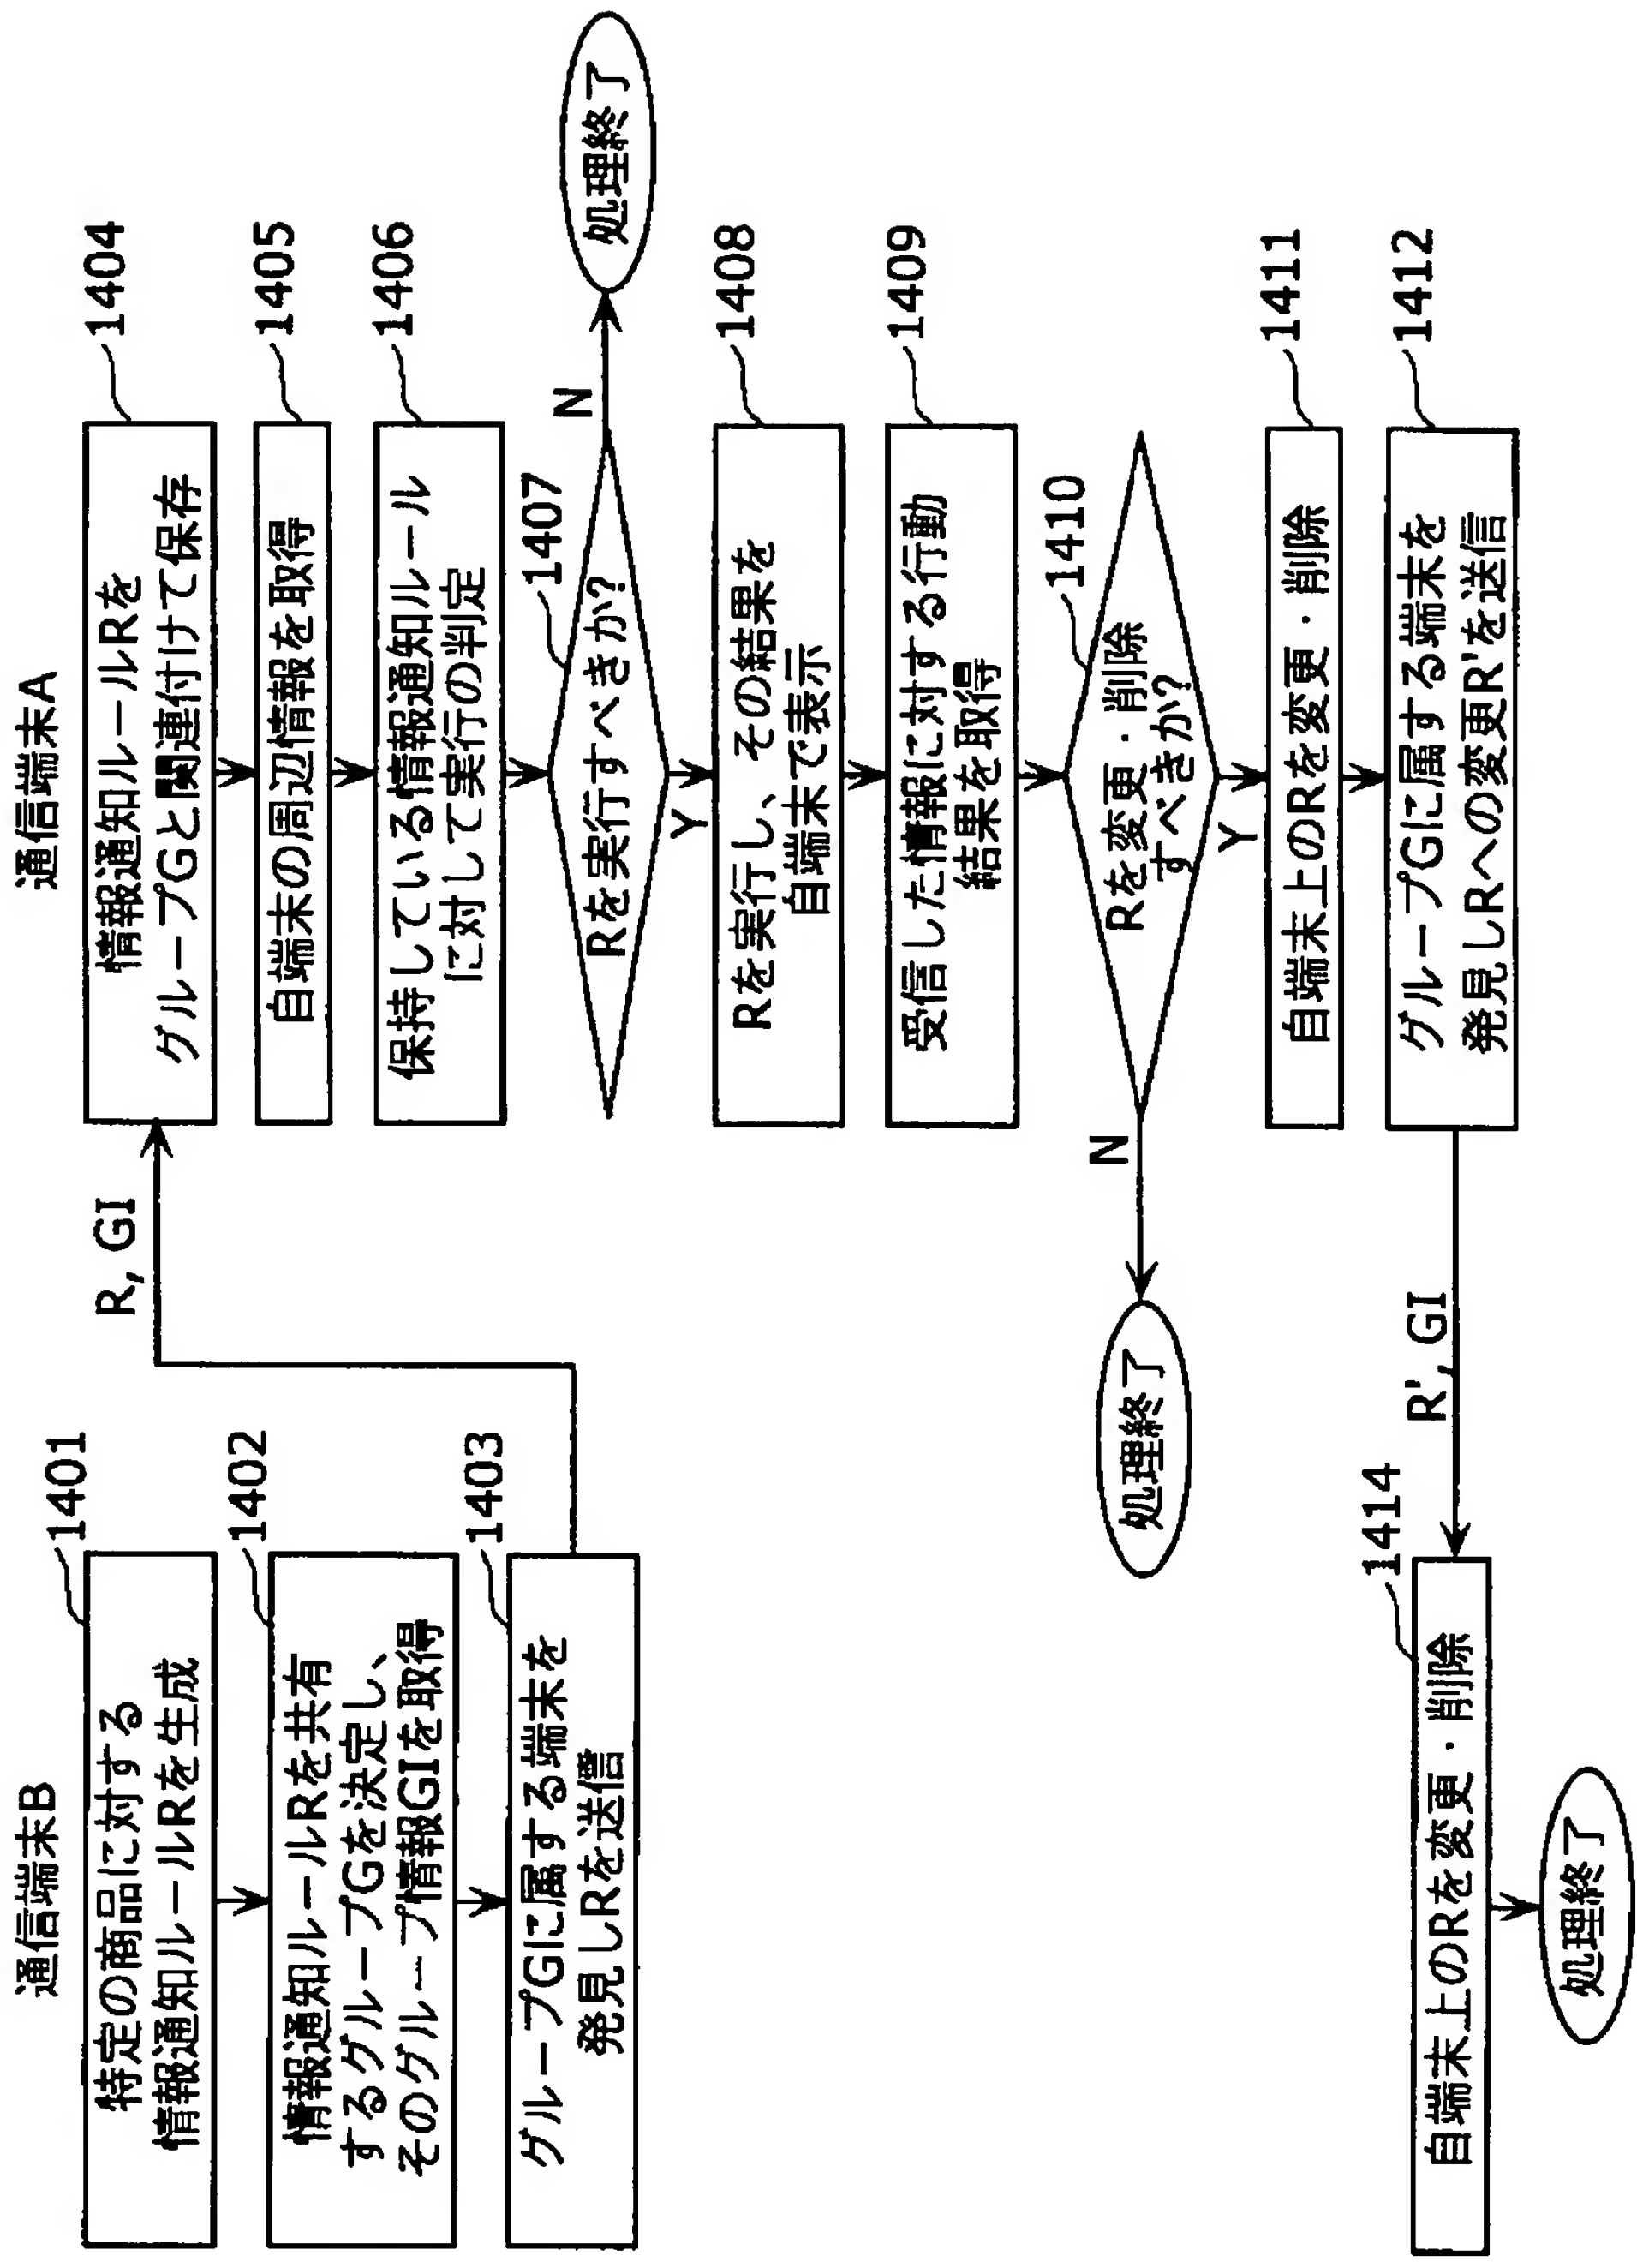 通信端末B
1401
特定の商品に対する
情報通知ルールRを生成
1402
情報通知ルールRを共有
するグループGを決定し、
そのグループ情報GIを取得
1403
グループGに属する端末を
発見しRを送信
R, GI
通信端末A
1404
情報通知ルールRを
グループGと関連付けて保存
1405
自端末の周辺情報を取得
1406
保持している情報通知ルール
に対して実行の判定
1407
Rを実行すべきか?
N
処理終了
Y
1408
Rを実行し、その結果を
自端末で表示
1409
受信した情報に対する行動
結果を取得
1410
Rを変更・削除
すべきか?
N
処理終了
Y
1411
自端末上のRを変更・削除
1412
グループGに属する端末を
発見しRへの変更R'を送信
R', GI
1414
自端末上のRを変更・削除
処理終了